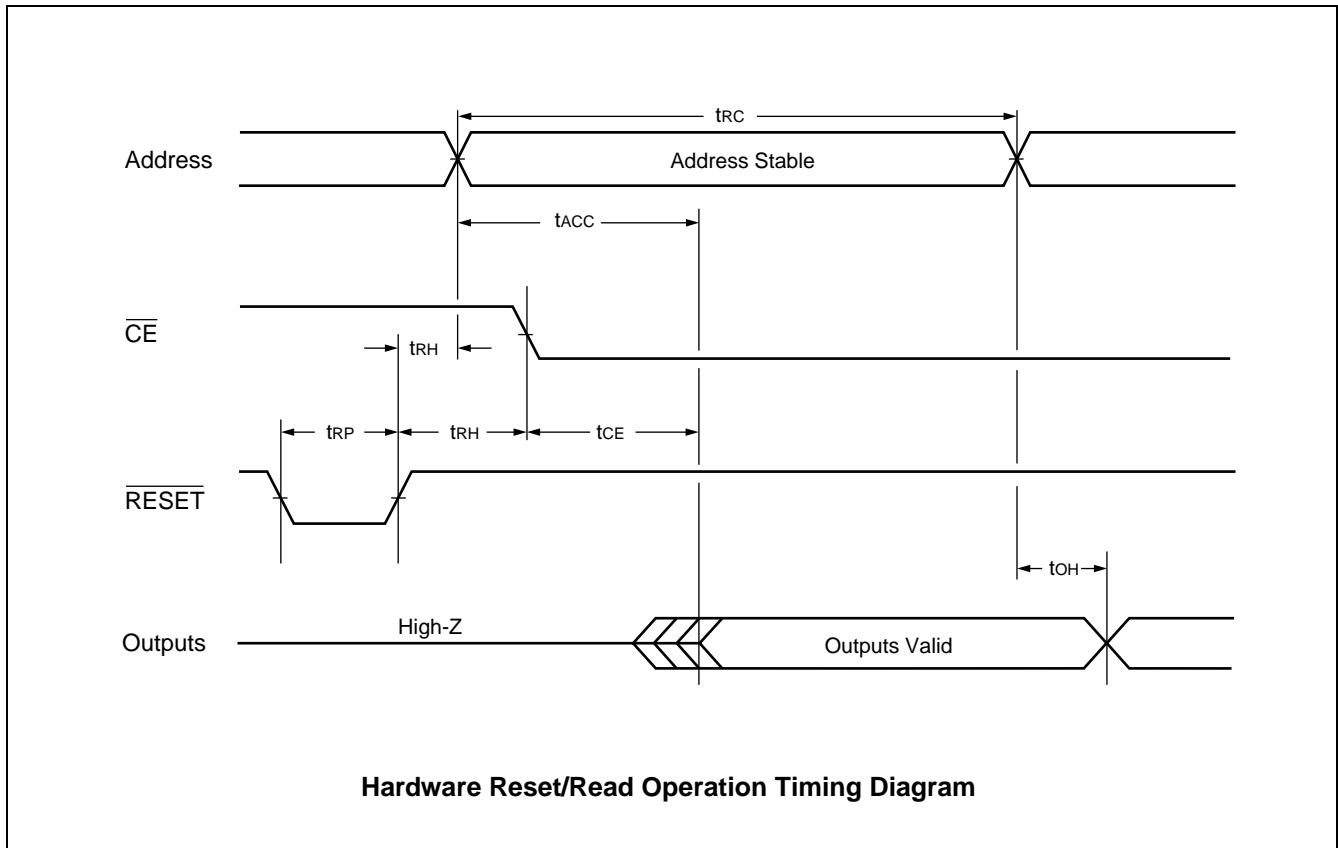 tRC
Address
Address Stable
tACC
CE
tRH
tRP
tRH
tCE
RESET
tOH
High-Z
Outputs
Outputs Valid
Hardware Reset/Read Operation Timing Diagram